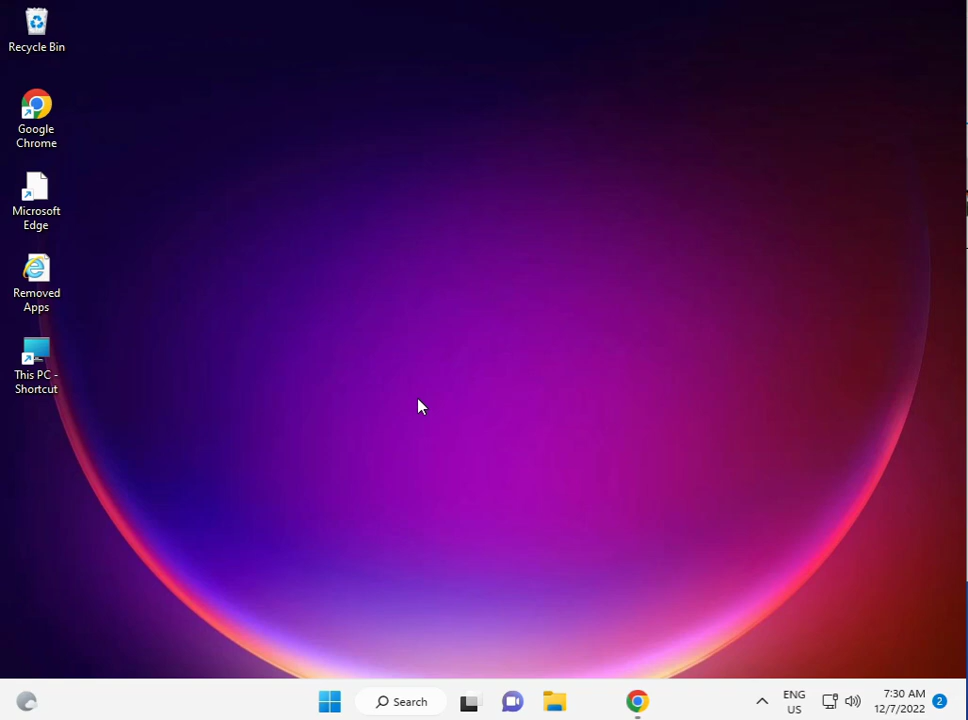 Recycle Bin
Google
Chrome
Microsoft
Edge
Removed
Apps
This PC -
Shortcut
Search
ENG
US
7:30 AM
12/7/2022
2